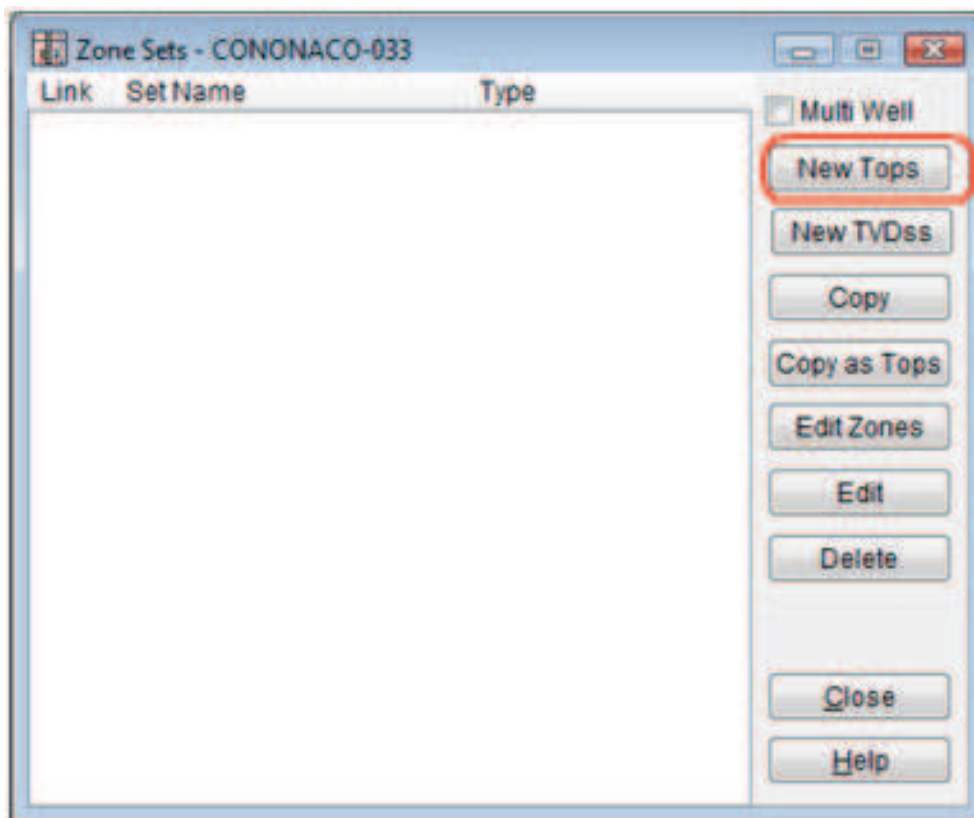 Zone Sets - CONONACO-033
Link Set Name Type
Multi Well
New Tops
New TVDss
Copy
Copy as Tops
Edit Zones
Edit
Delete
Close
Help